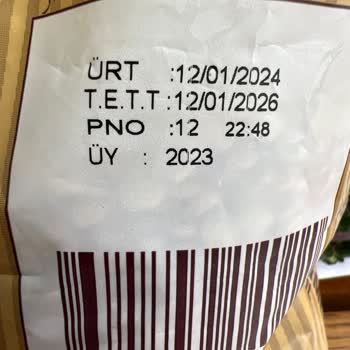 ÜRT :12/01/2024
T.E.T.T :12/01/2026
PNO :12 22:48
ÜY : 2023